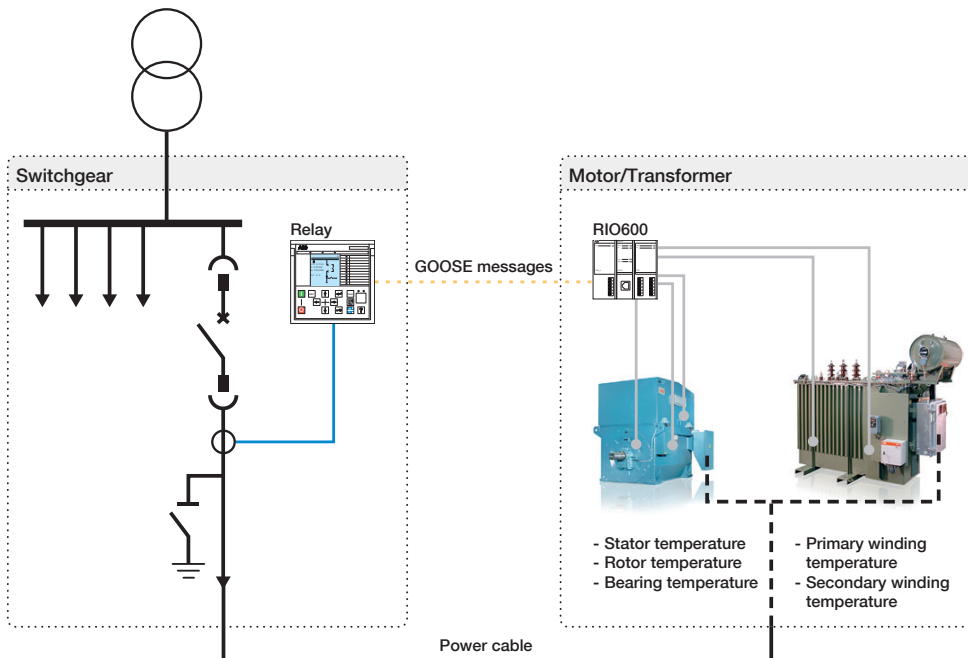 Switchgear
Motor/Transformer
Relay
RIO600
ABB
GOOSE messages
- Stator temperature
- Rotor temperature
- Bearing temperature
- Primary winding
temperature
- Secondary winding
temperature
Power cable